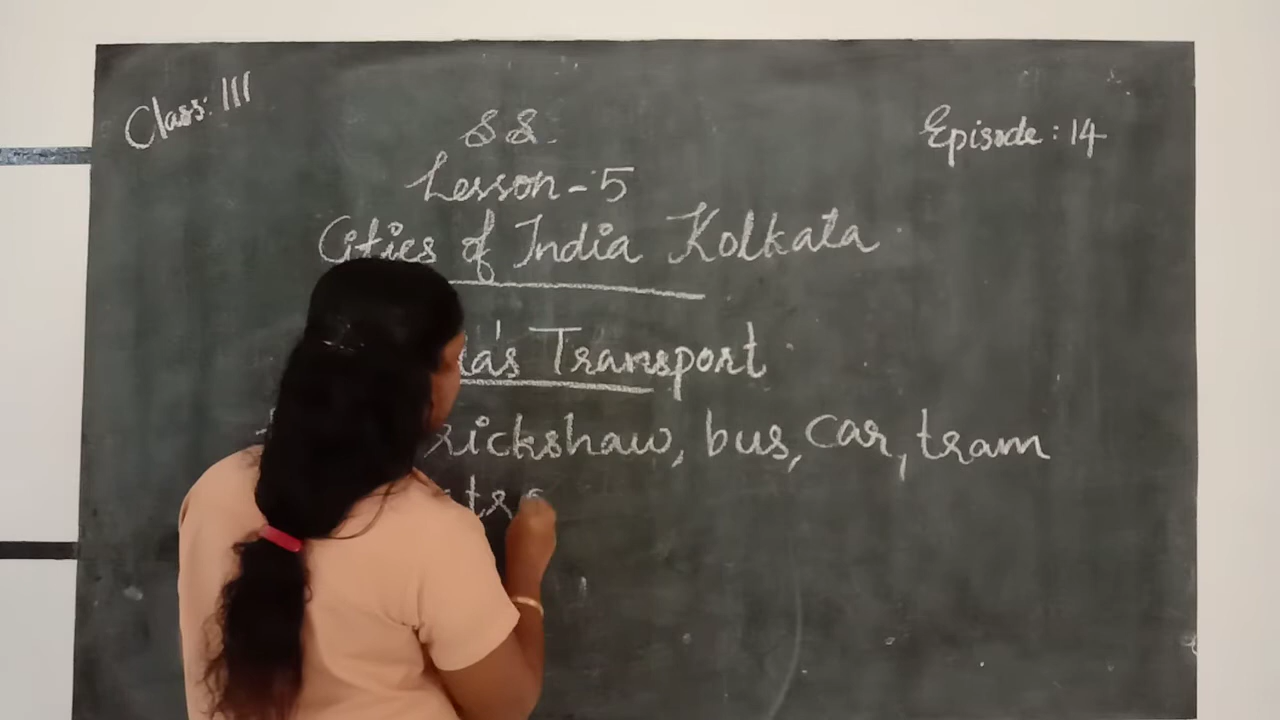 Class: III
Episode: 14
S S.
Lesson - 5
Cities of India Kolkata
Transport
rickshaw, bus, car, tram